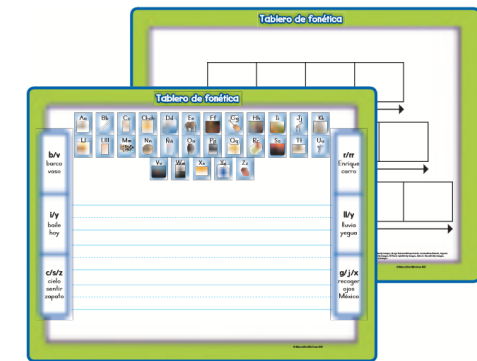 Tablero de fonética
Tablero de fonética
Aa Bb Cc Chch Dd Ee Ff Gg Hh Ii Jj Kk
Ll Llll Mm Nn Ññ Oo Pp Qq Rr Ss Tt Uu
Vv Ww Xx Yy Zz
b/v
barco
vaso
i/y
baile
hoy
c/s/z
cielo
sentir
zapato
r/rr
Enrique
carro
ll/y
lluvia
yegua
g/j/x
recoger
ojos
México